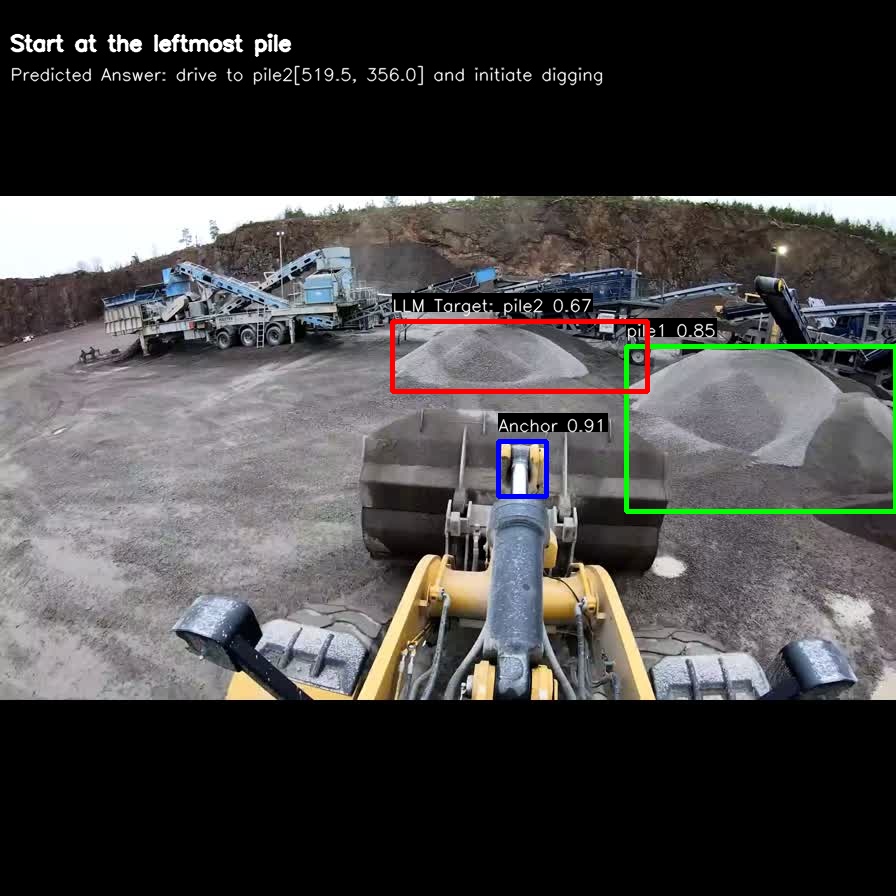 Start at the leftmost pile
Predicted Answer: drive to pile2[519.5, 356.0] and initiate digging
LLM Target: pile2 0.67
pile1 0.85
Anchor 0.91